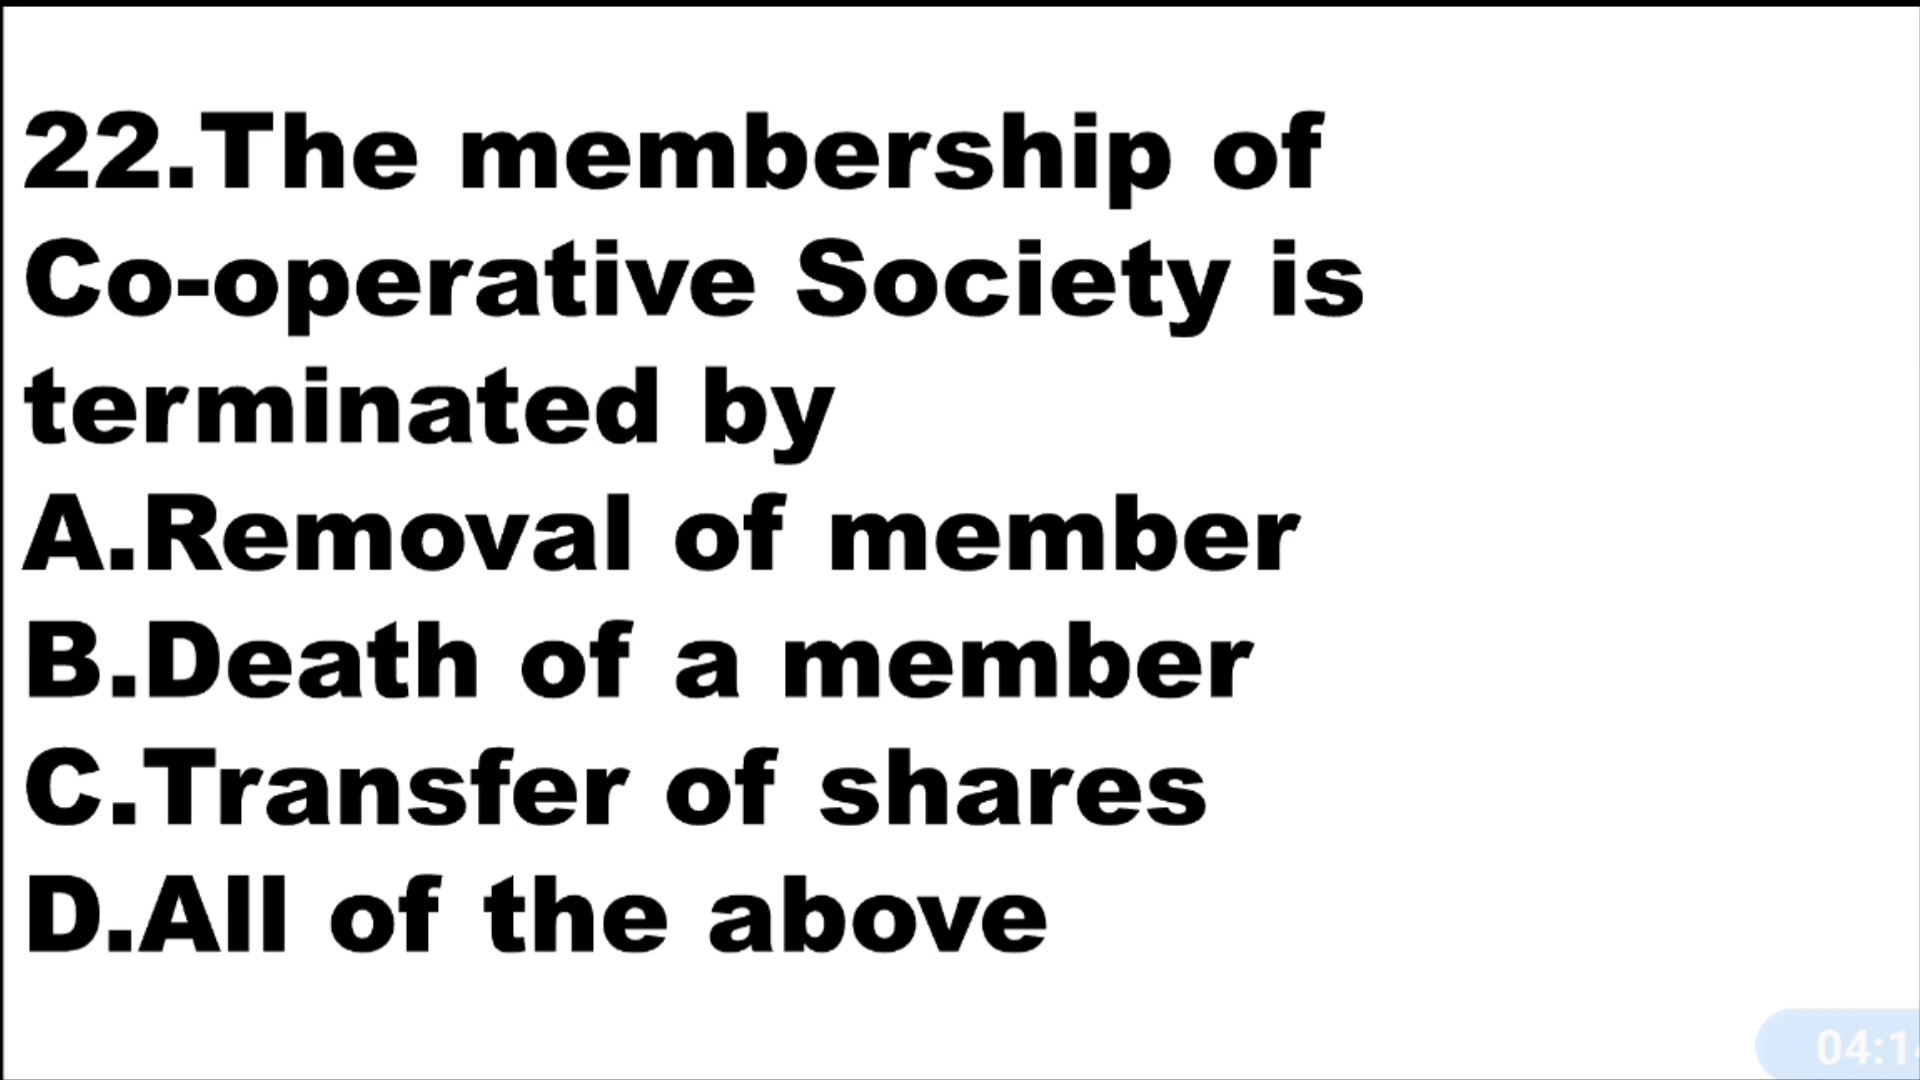 22.The membership of
Co-operative Society is
terminated by
A.Removal of member
B.Death of a member
C.Transfer of shares
D.All of the above